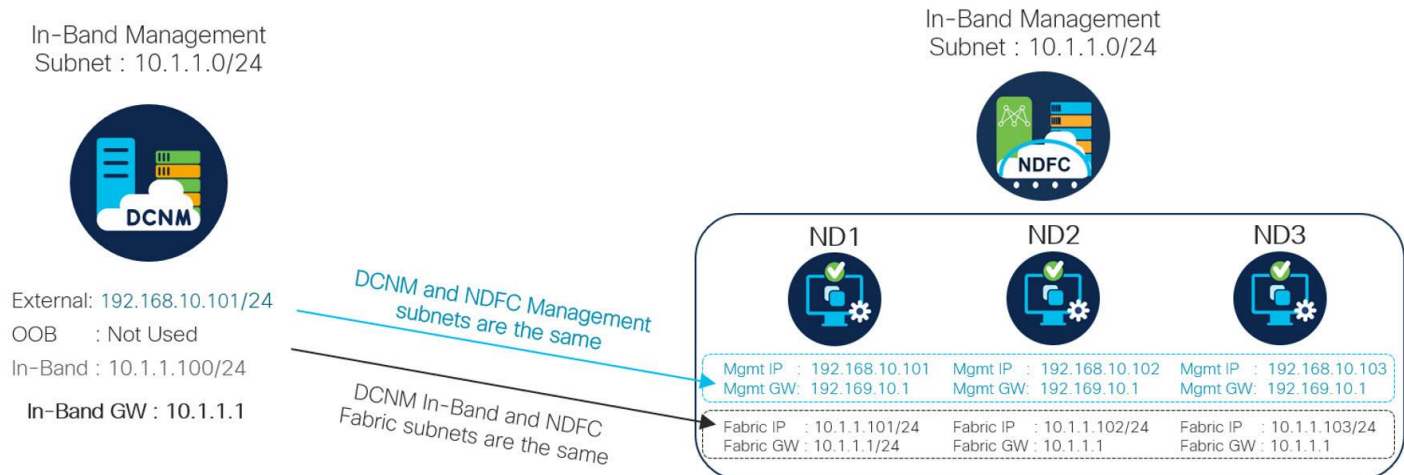 In-Band Management
Subnet : 10.1.1.0/24
DCNM
External: 192.168.10.101/24
OOB : Not Used
In-Band : 10.1.1.100/24
In-Band GW : 10.1.1.1
DCNM and NDFC Management
subnets are the same
DCNM In-Band and NDFC
Fabric subnets are the same
In-Band Management
Subnet : 10.1.1.0/24
NDFC
ND1
ND2
ND3
Mgmt IP : 192.168.10.101
Mgmt GW: 192.169.10.1
Mgmt IP : 192.168.10.102
Mgmt GW: 192.169.10.1
Mgmt IP : 192.168.10.103
Mgmt GW: 192.169.10.1
Fabric IP : 10.1.1.101/24
Fabric GW : 10.1.1.1/24
Fabric IP : 10.1.1.102/24
Fabric GW : 10.1.1.1
Fabric IP : 10.1.1.103/24
Fabric GW : 10.1.1.1